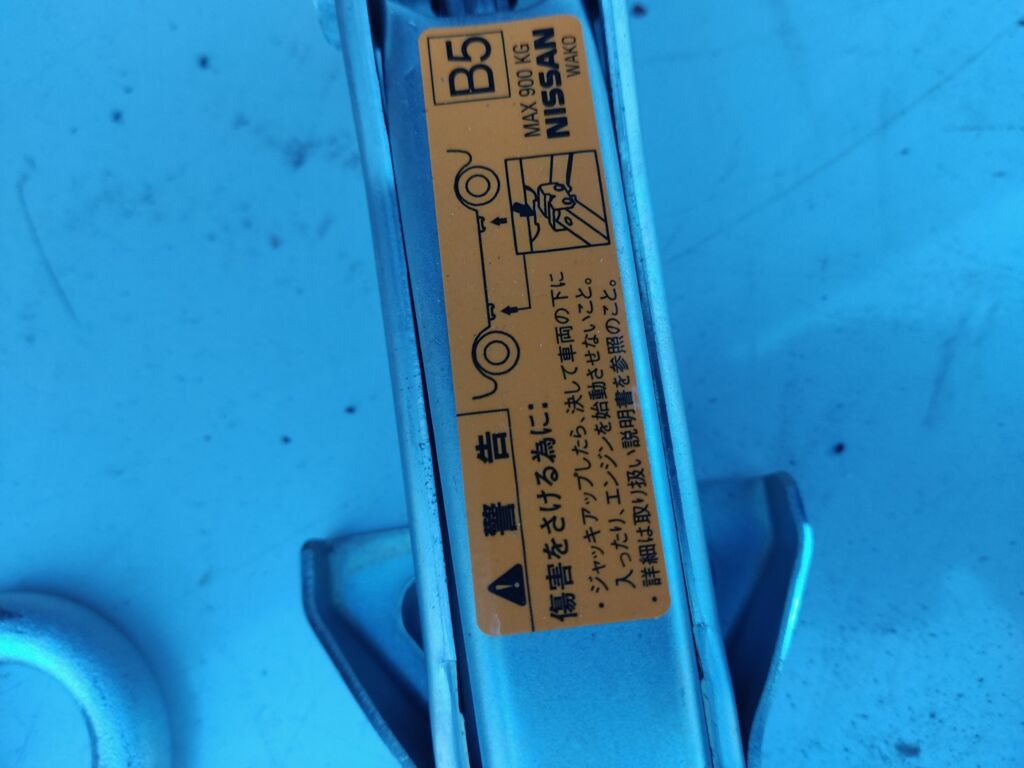 ⚠ 警 告
傷害をさける為に:
・ジャッキアップしたら、決して車両の下に
入ったり、エンジンを始動させないこと。
・詳細は取り扱い説明書を参照のこと。
B5
MAX 900 KG
NISSAN
WAKO